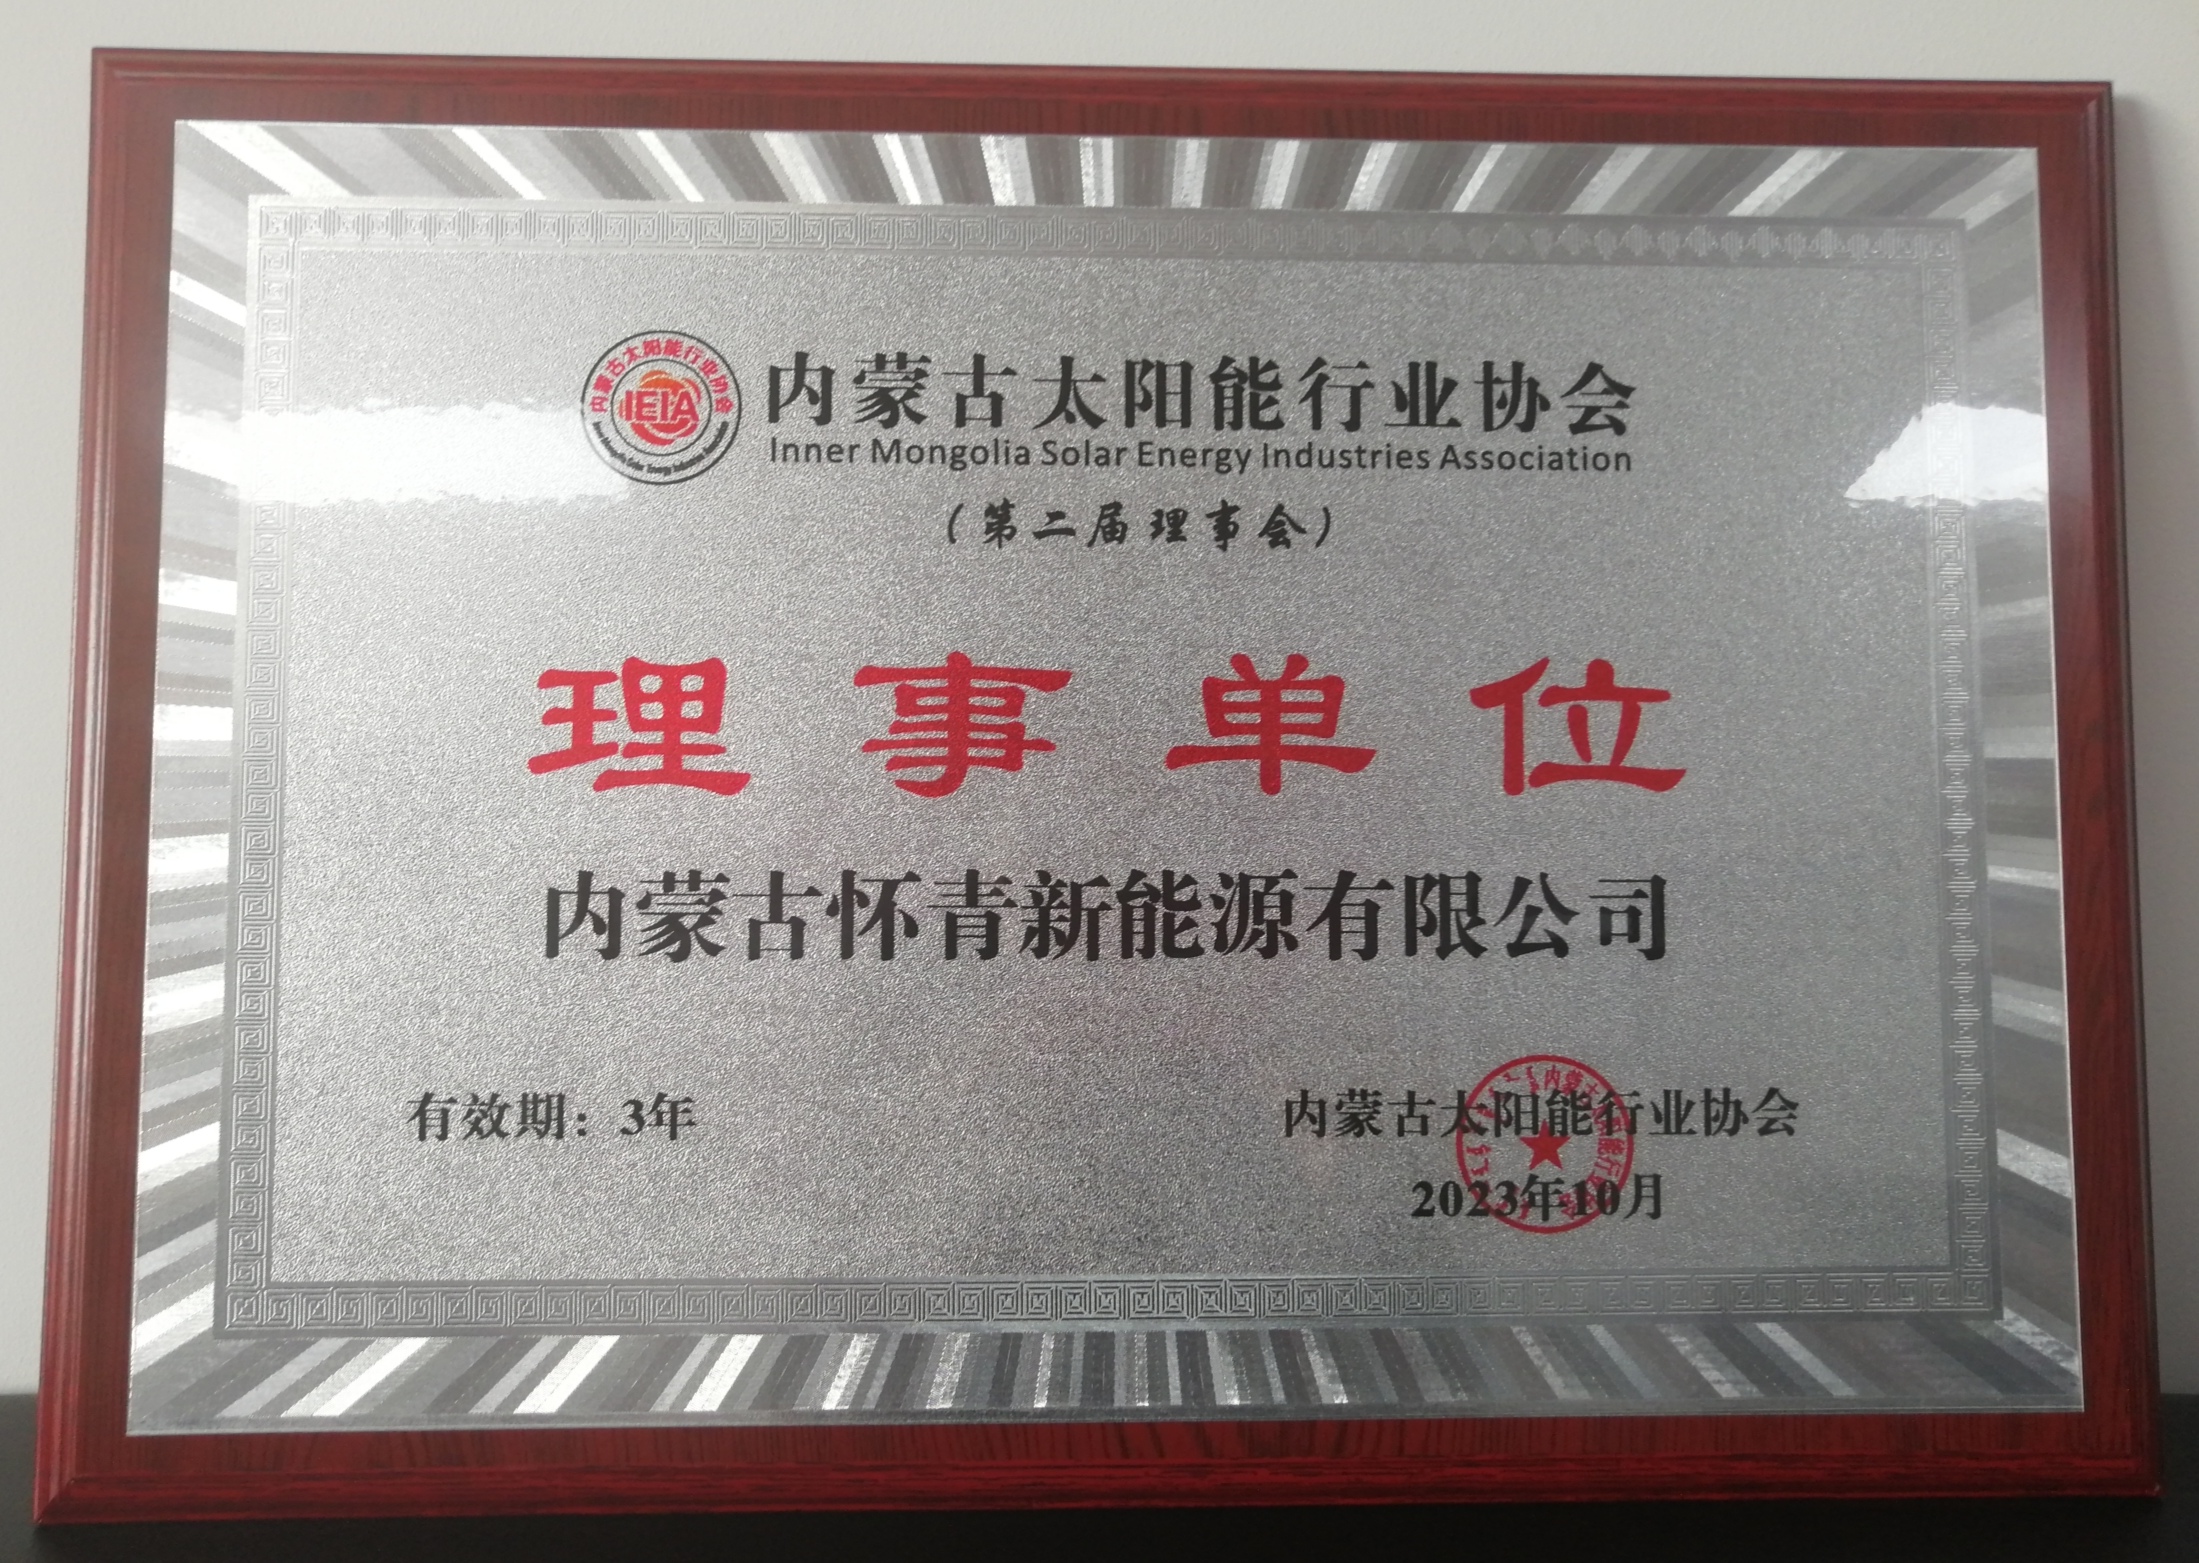 内蒙古太阳能行业协会
IEIA
内蒙古太阳能行业协会
Inner Mongolia Solar Energy Industries Association
(第二届理事会)
理事单位
内蒙古怀青新能源有限公司
有效期：3年
内蒙古太阳能行业协会
2023年10月